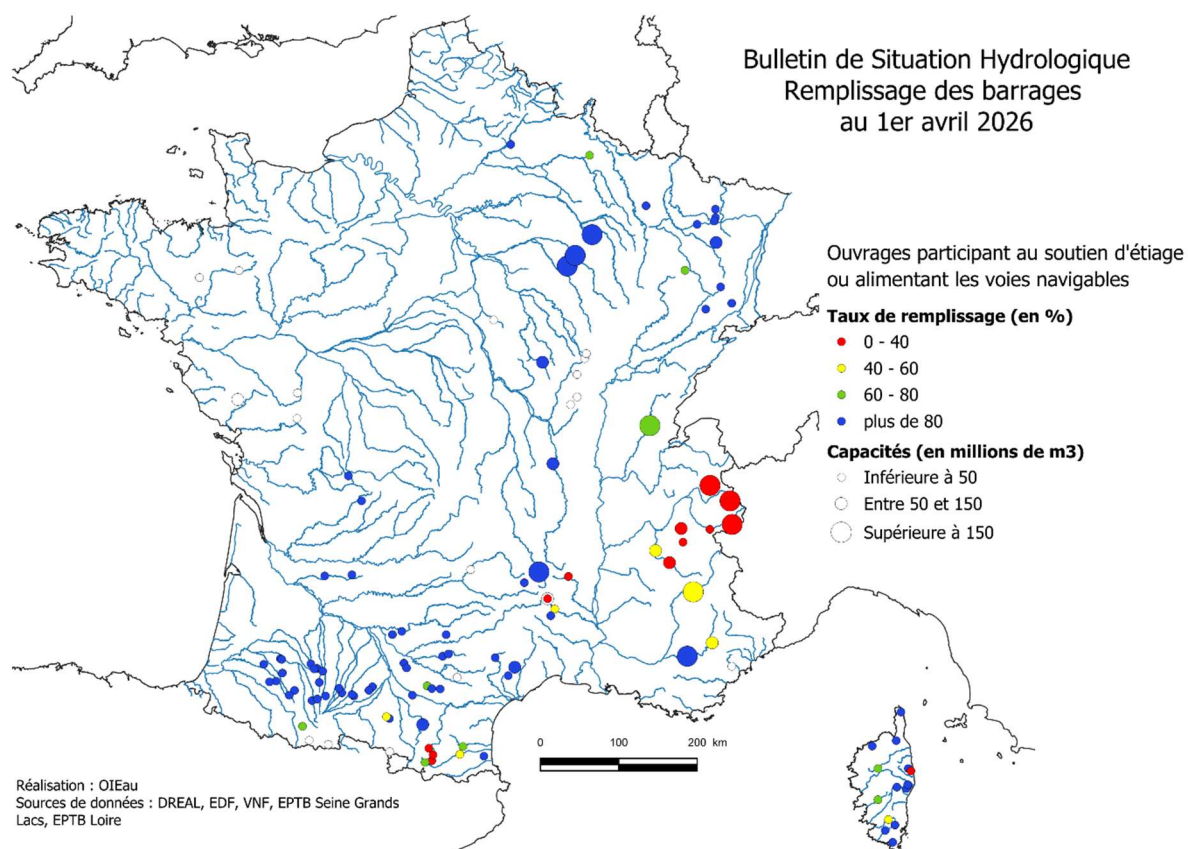 Bulletin de Situation Hydrologique
Remplissage des barrages
au 1er avril 2026
Ouvrages participant au soutien d'étiage
ou alimentant les voies navigables
Taux de remplissage (en %)
0 - 40
40 - 60
60 - 80
plus de 80
Capacités (en millions de m3)
Inférieure à 50
Entre 50 et 150
Supérieure à 150
0 100 200 km
Réalisation : OIEau
Sources de données : DREAL, EDF, VNF, EPTB Seine Grands
Lacs, EPTB Loire